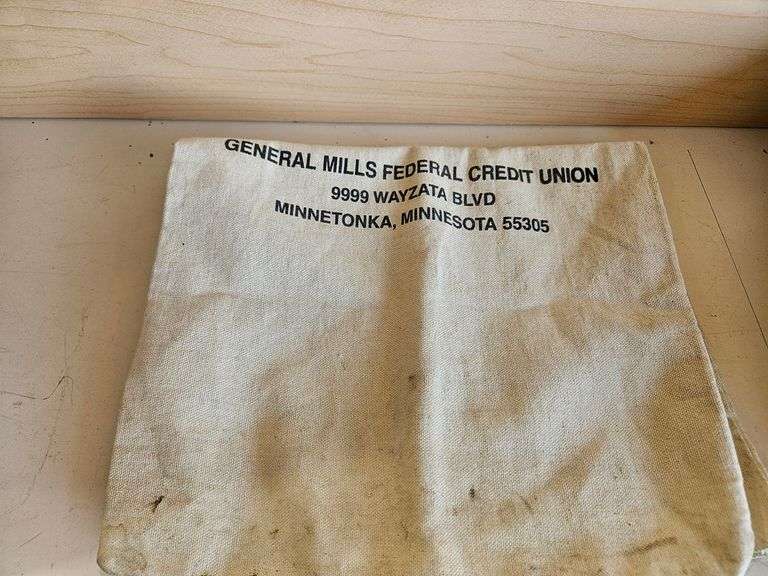 GENERAL MILLS FEDERAL CREDIT UNION
9999 WAYZATA BLVD
MINNETONKA, MINNESOTA 55305